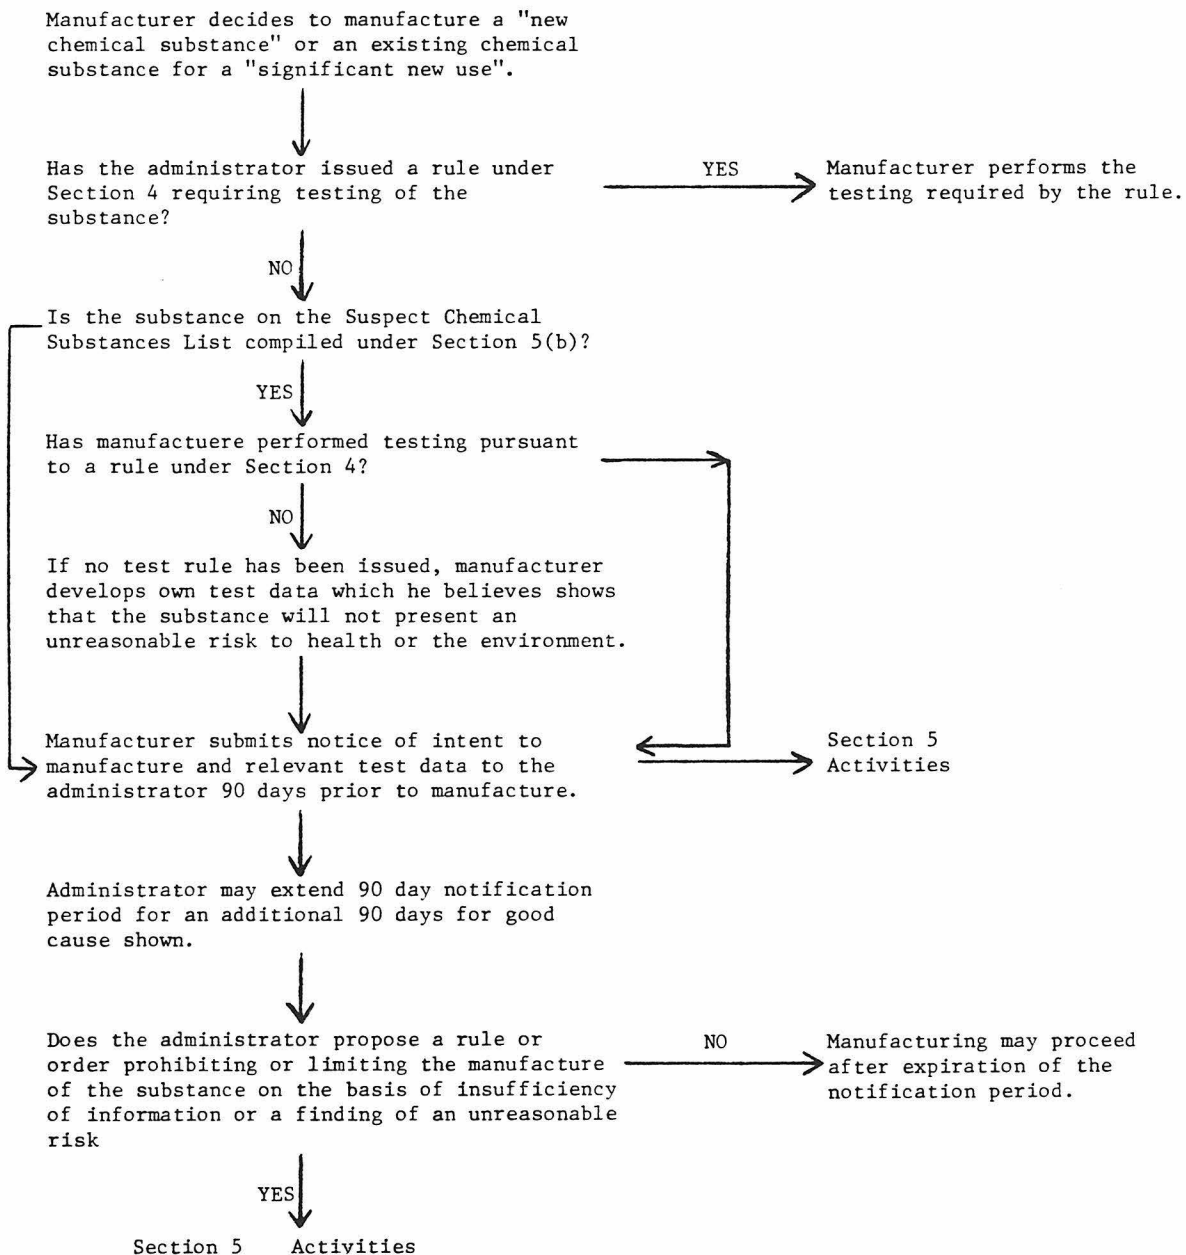 Manufacturer decides to manufacture a "new
chemical substance" or an existing chemical
substance for a "significant new use".
Has the administrator issued a rule under
Section 4 requiring testing of the
substance?
YES
Manufacturer performs the
testing required by the rule.
NO
Is the substance on the Suspect Chemical
Substances List compiled under Section 5(b)?
YES
Has manufactuere performed testing pursuant
to a rule under Section 4?
NO
If no test rule has been issued, manufacturer
develops own test data which he believes shows
that the substance will not present an
unreasonable risk to health or the environment.
Manufacturer submits notice of intent to
manufacture and relevant test data to the
administrator 90 days prior to manufacture.
Section 5
Activities
Administrator may extend 90 day notification
period for an additional 90 days for good
cause shown.
Does the administrator propose a rule or
order prohibiting or limiting the manufacture
of the substance on the basis of insufficiency
of information or a finding of an unreasonable
risk
NO
Manufacturing may proceed
after expiration of the
notification period.
YES
Section 5 Activities